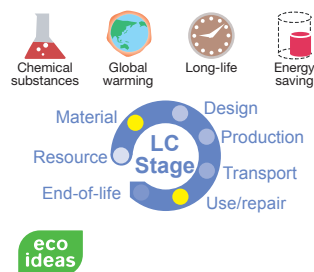 Chemical
substances
Global
warming
Long-life
Energy
saving
Material
Design
Production
Resource
LC
Stage
Transport
End-of-life
Use/repair
eco
ideas